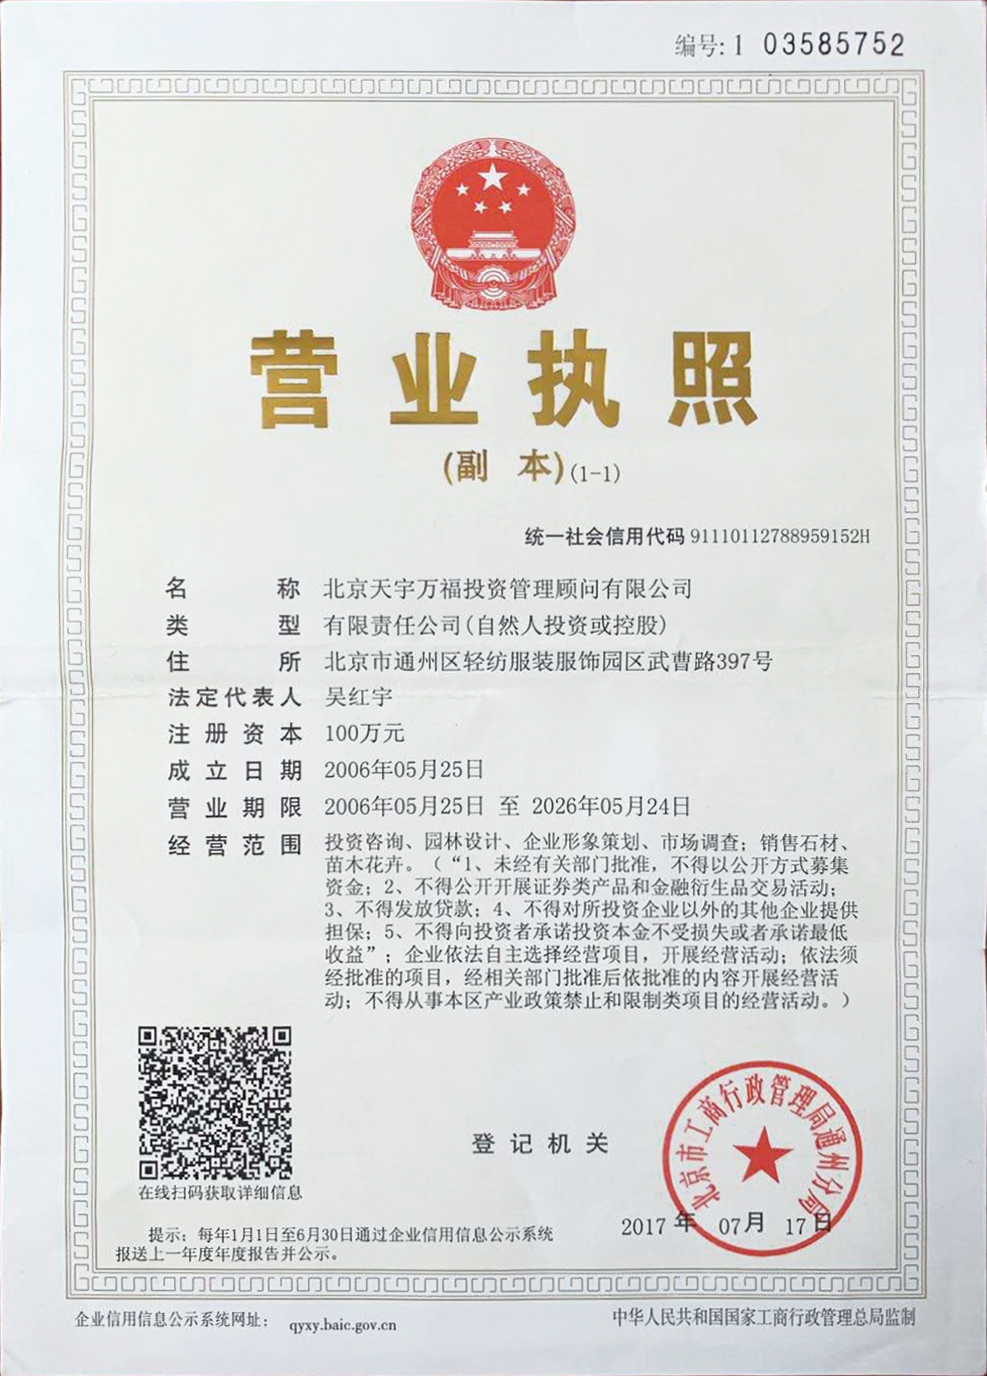 编号: 1 03585752
营业执照
(副 本)(1-1)
统一社会信用代码 91110112788959152H
名 称 北京天宇万福投资管理顾问有限公司
类 型 有限责任公司(自然人投资或控股)
住 所 北京市通州区轻纺服装服饰园区武曹路397号
法定代表人 吴红宇
注册资本 100万元
成立日期 2006年05月25日
营业期限 2006年05月25日 至 2026年05月24日
经营范围 投资咨询、园林设计、企业形象策划、市场调查；销售石材、
苗木花卉。（“1、未经有关部门批准，不得以公开方式募集
资金；2、不得公开开展证券类产品和金融衍生品交易活动；
3、不得发放贷款；4、不得对所投资企业以外的其他企业提供
担保；5、不得向投资者承诺投资本金不受损失或者承诺最低
收益”；企业依法自主选择经营项目，开展经营活动；依法须
经批准的项目，经相关部门批准后依批准的内容开展经营活
动；不得从事本区产业政策禁止和限制类项目的经营活动。）
在线扫码获取详细信息
登记机关
北京市工商行政管理局通州分局
2017年 07月 17日
提示：每年1月1日至6月30日通过企业信用信息公示系统
报送上一年度年度报告并公示。
企业信用信息公示系统网址： qyxy.baic.gov.cn
中华人民共和国国家工商行政管理总局监制